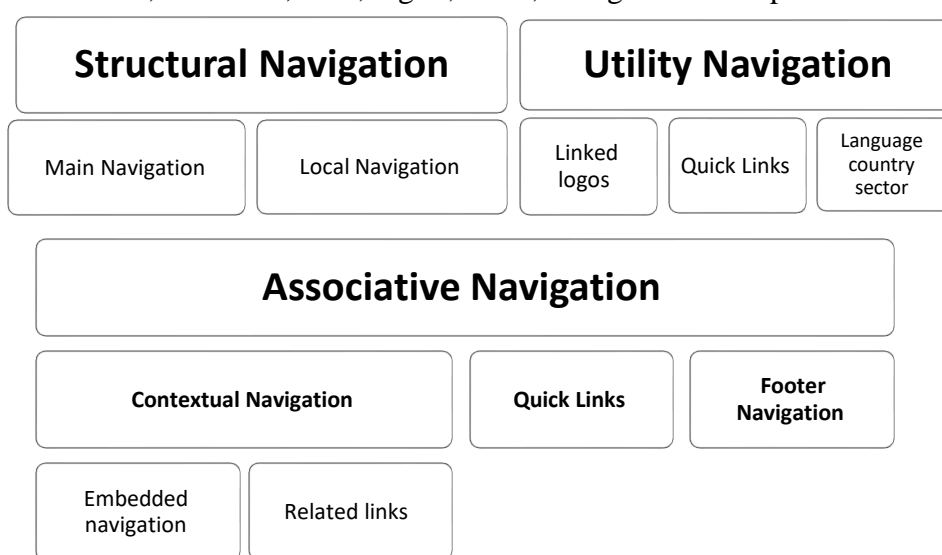 Structural Navigation
Utility Navigation
Main Navigation
Local Navigation
Linked
logos
Quick Links
Language
country
sector
Associative Navigation
Contextual Navigation
Quick Links
Footer
Navigation
Embedded
navigation
Related links